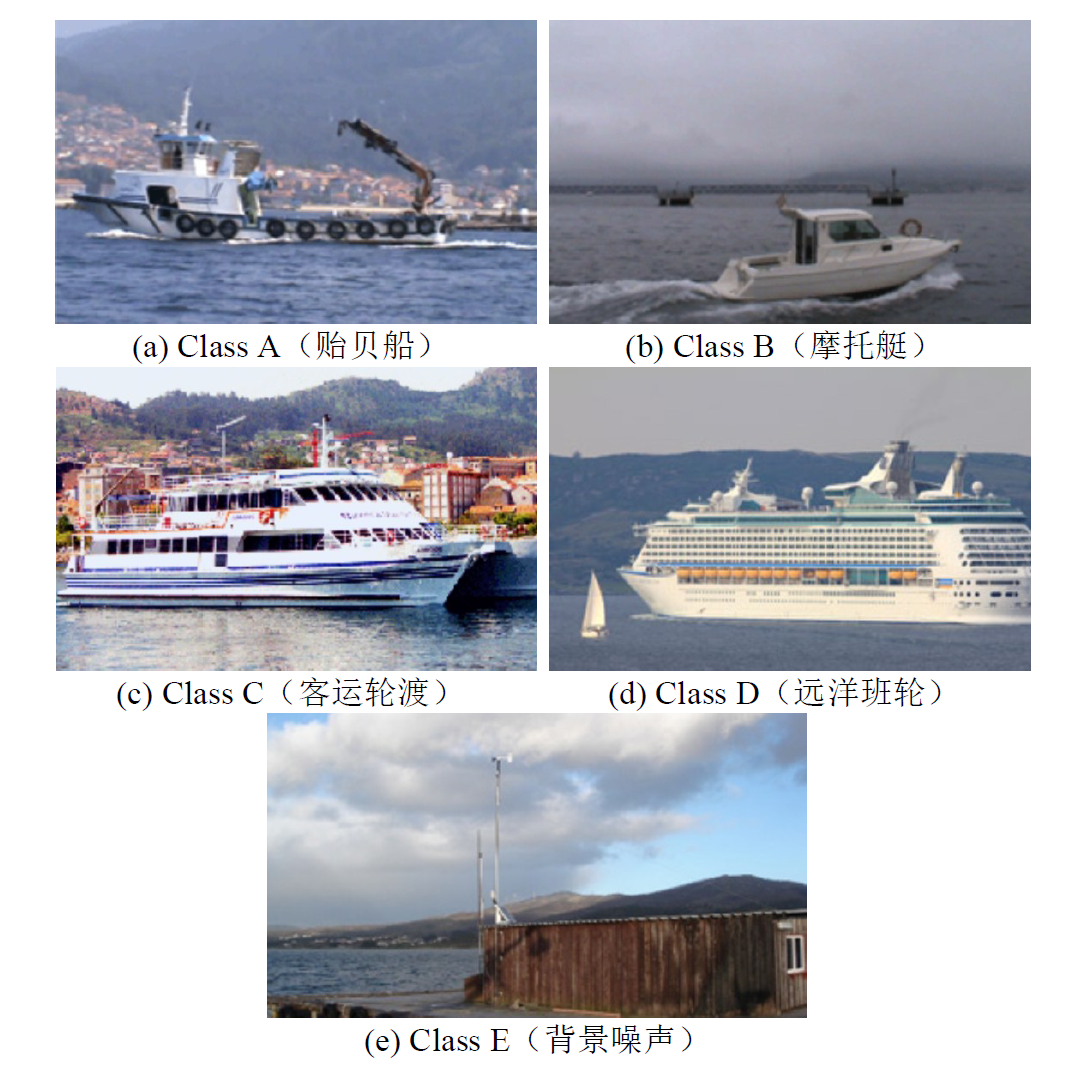 (a) Class A（贻贝船）
(b) Class B（摩托艇）
(c) Class C（客运轮渡）
(d) Class D（远洋班轮）
(e) Class E（背景噪声）